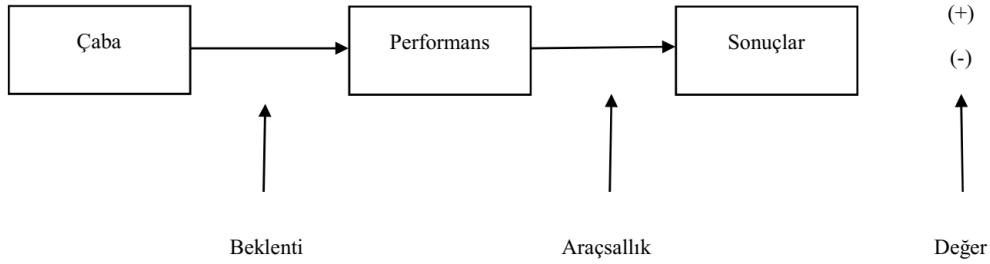 Çaba
Performans
Sonuçlar
(+)
(-)
Beklenti
Araçsallık
Değer